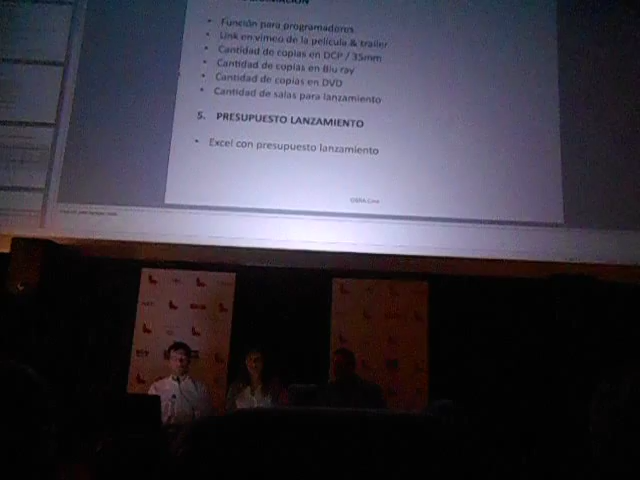 • Función para programadores
• Link en vimeo de la película & trailer
• Cantidad de copias en DCP / 35mm
• Cantidad de copias en Blu ray
• Cantidad de copias en DVD
• Cantidad de salas para lanzamiento
5. PRESUPUESTO LANZAMIENTO
• Excel con presupuesto lanzamiento